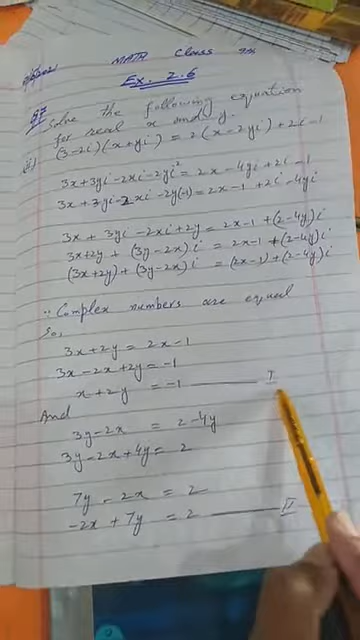 MATH Class 9th
Ex. 2.6
Q7 Solve the following equation
for real x and y.
ii) (3-2i)(x+yi) = 2(x-2yi)+2i-1
3x+3yi-2xi-2yi² = 2x-4yi+2i-1
3x+3yi-2xi-2y(-1) = 2x-1+2i-4yi
3x+3yi-2xi+2y = 2x-1+(2-4y)i
3x+2y+(3y-2x)i = 2x-1+(2-4y)i
(3x+2y)+(3y-2x)i = (2x-1)+(2-4y)i
∵ Complex numbers are equal
So,
3x+2y = 2x-1
3x-2x+2y = -1
x+2y = -1 I
And
3y-2x = 2-4y
3y-2x+4y = 2
7y-2x = 2
-2x+7y = 2 II